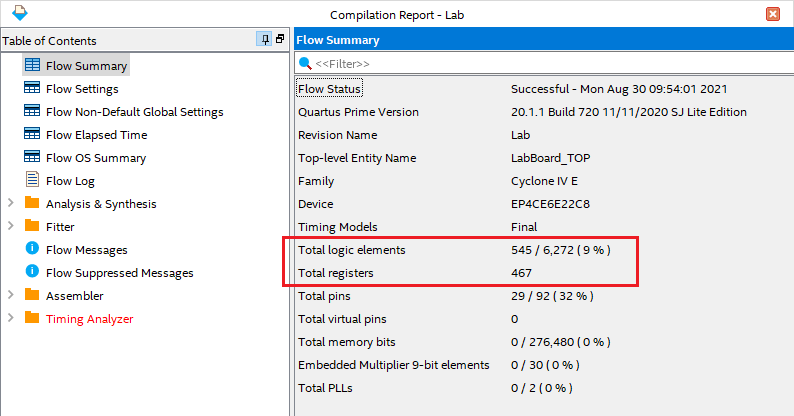 Compilation Report - Lab
Table of Contents
Flow Summary
Flow Settings
Flow Non-Default Global Settings
Flow Elapsed Time
Flow OS Summary
Flow Log
Analysis & Synthesis
Fitter
Flow Messages
Flow Suppressed Messages
Assembler
Timing Analyzer
Flow Summary
<<Filter>>
Flow Status Successful - Mon Aug 30 09:54:01 2021
Quartus Prime Version 20.1.1 Build 720 11/11/2020 SJ Lite Edition
Revision Name Lab
Top-level Entity Name LabBoard_TOP
Family Cyclone IV E
Device EP4CE6E22C8
Timing Models Final
Total logic elements 545 / 6,272 ( 9 % )
Total registers 467
Total pins 29 / 92 ( 32 % )
Total virtual pins 0
Total memory bits 0 / 276,480 ( 0 % )
Embedded Multiplier 9-bit elements 0 / 30 ( 0 % )
Total PLLs 0 / 2 ( 0 % )